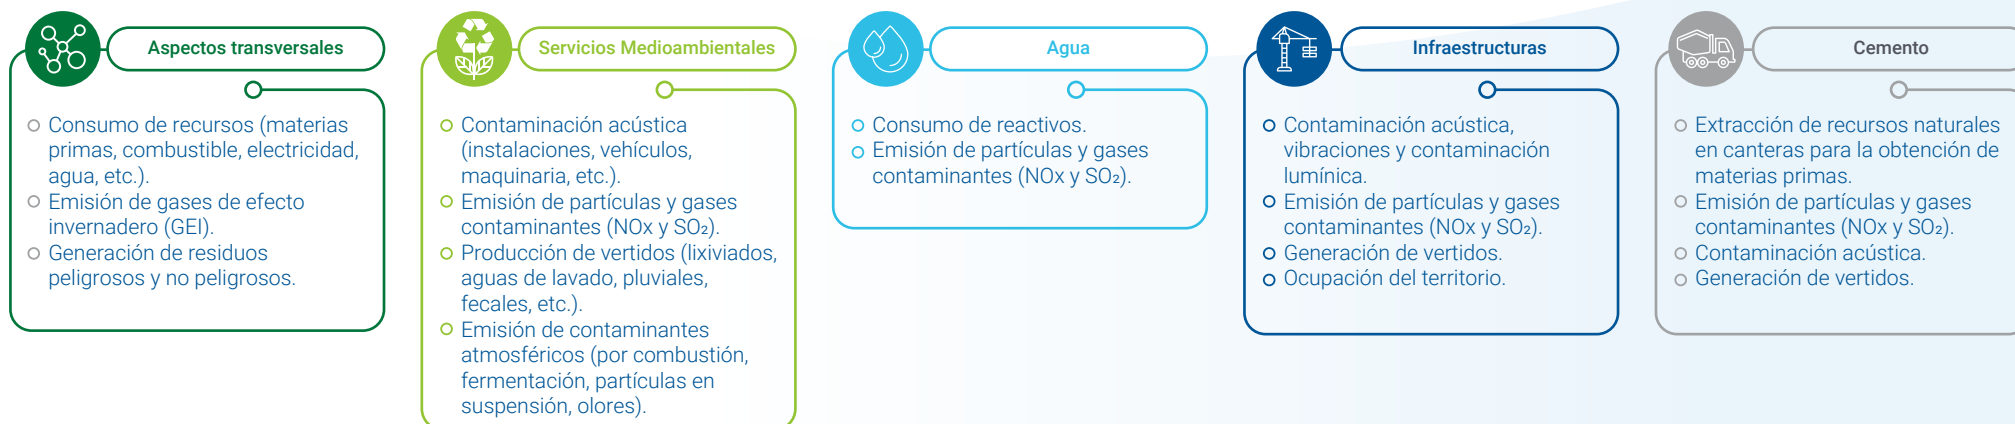 Aspectos transversales
Consumo de recursos (materias
primas, combustible, electricidad,
agua, etc.).
Emisión de gases de efecto
invernadero (GEI).
Generación de residuos
peligrosos y no peligrosos.
Servicios Medioambientales
Contaminación acústica
(instalaciones, vehículos,
maquinaria, etc.).
Emisión de partículas y gases
contaminantes (NOx y SO₂).
Producción de vertidos (lixiviados,
aguas de lavado, pluviales,
fecales, etc.).
Emisión de contaminantes
atmosféricos (por combustión,
fermentación, partículas en
suspensión, olores).
Agua
Consumo de reactivos.
Emisión de partículas y gases
contaminantes (NOx y SO₂).
Infraestructuras
Contaminación acústica,
vibraciones y contaminación
lumínica.
Emisión de partículas y gases
contaminantes (NOx y SO₂).
Generación de vertidos.
Ocupación del territorio.
Cemento
Extracción de recursos naturales
en canteras para la obtención de
materias primas.
Emisión de partículas y gases
contaminantes (NOx y SO₂).
Contaminación acústica.
Generación de vertidos.